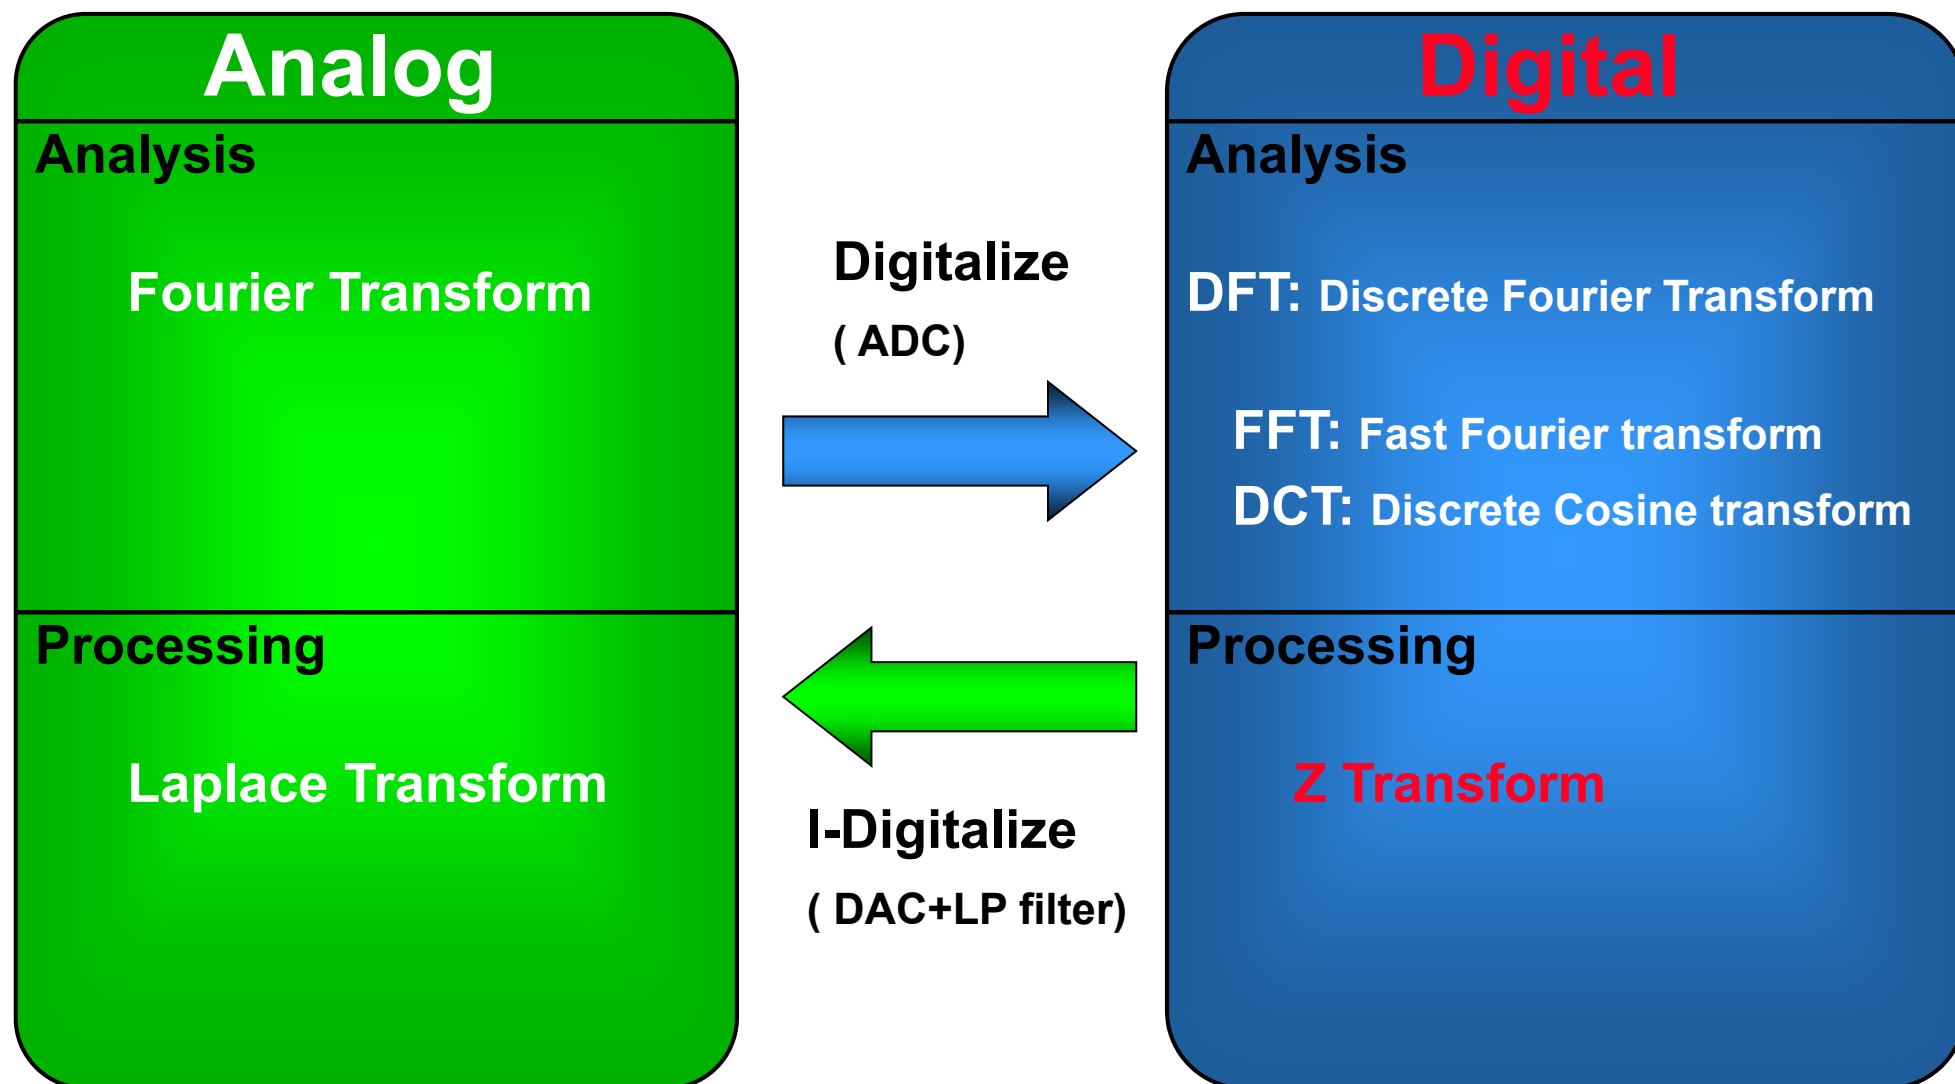 Analog
Analysis
Fourier Transform
Processing
Laplace Transform
Digitalize
( ADC)
I-Digitalize
( DAC+LP filter)
Digital
Analysis
DFT: Discrete Fourier Transform
FFT: Fast Fourier transform
DCT: Discrete Cosine transform
Processing
Z Transform